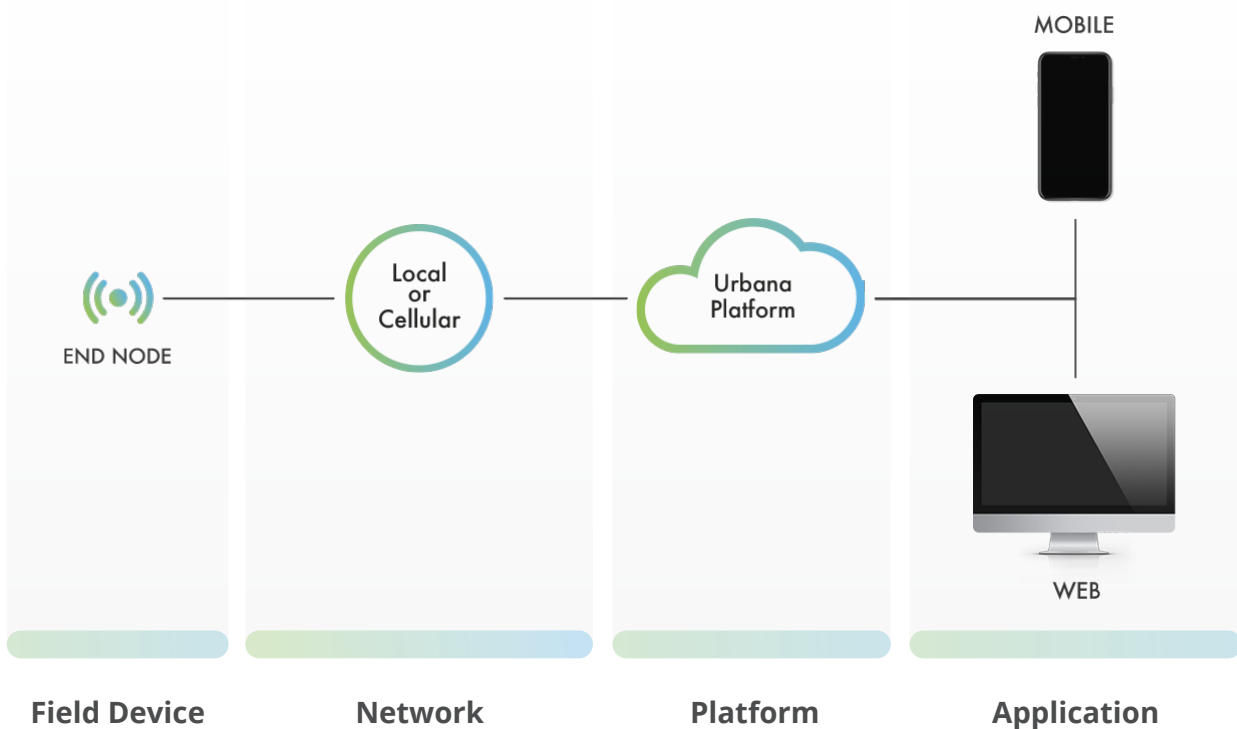 MOBILE
Local
or
Cellular
Urbana
Platform
END NODE
WEB
Field Device
Network
Platform
Application